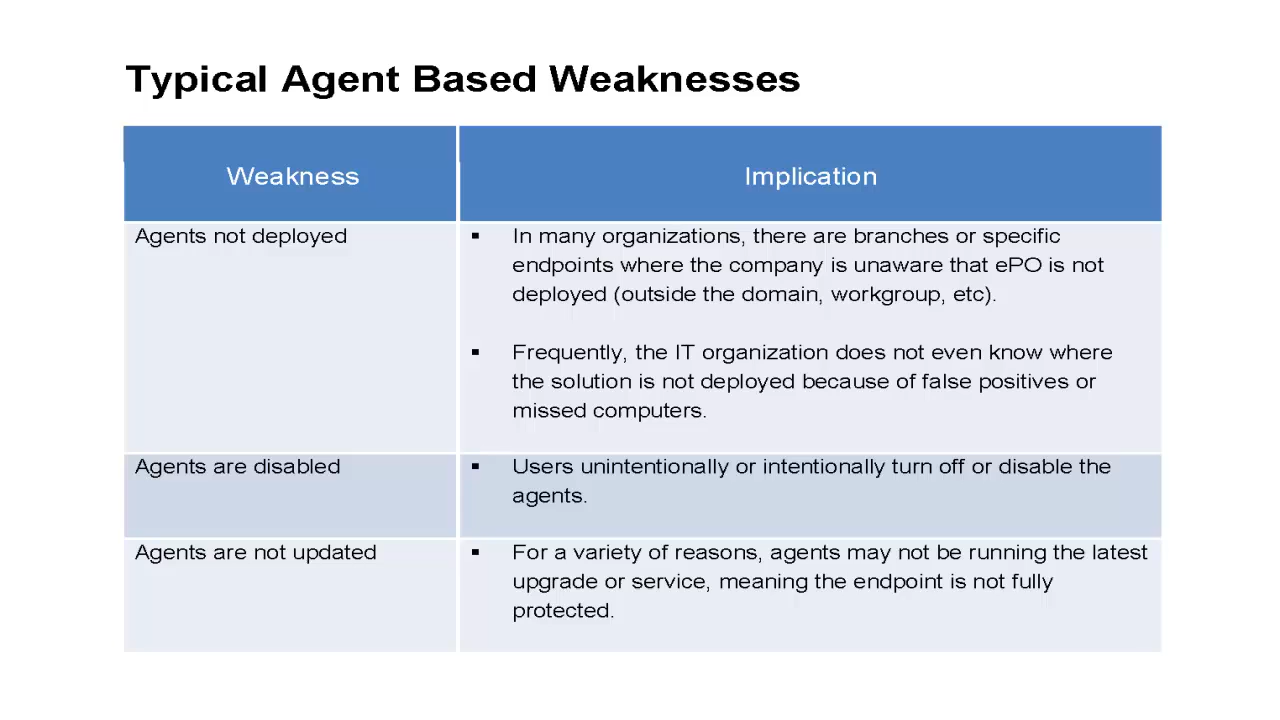 Typical Agent Based Weaknesses
Weakness
Implication
Agents not deployed
▪ In many organizations, there are branches or specific
endpoints where the company is unaware that ePO is not
deployed (outside the domain, workgroup, etc).
▪ Frequently, the IT organization does not even know where
the solution is not deployed because of false positives or
missed computers.
Agents are disabled
▪ Users unintentionally or intentionally turn off or disable the
agents.
Agents are not updated
▪ For a variety of reasons, agents may not be running the latest
upgrade or service, meaning the endpoint is not fully
protected.